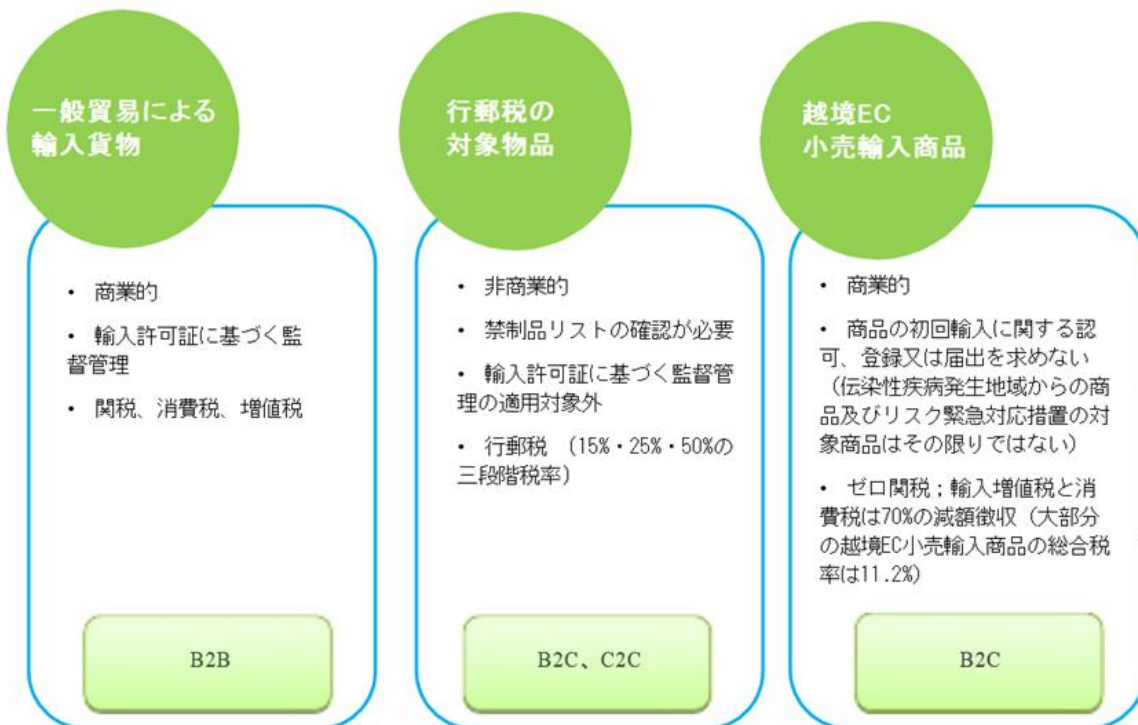 一般貿易による
輸入貨物
• 商業的
• 輸入許可証に基づく監
督管理
• 関税、消費税、増値税
B2B
行郵税の
対象物品
• 非商業的
• 禁制品リストの確認が必要
• 輸入許可証に基づく監督管
理の適用対象外
• 行郵税 （15%・25%・50%の
三段階税率）
B2C、C2C
越境EC
小売輸入商品
• 商業的
• 商品の初回輸入に関する認
可、登録又は届出を求めない
（伝染性疾病発生地域からの商
品及びリスク緊急対応措置の対
象商品はその限りではない）
• ゼロ関税；輸入増値税と消
費税は70%の減額徴収（大部分
の越境EC小売輸入商品の総合税
率は11.2%）
B2C